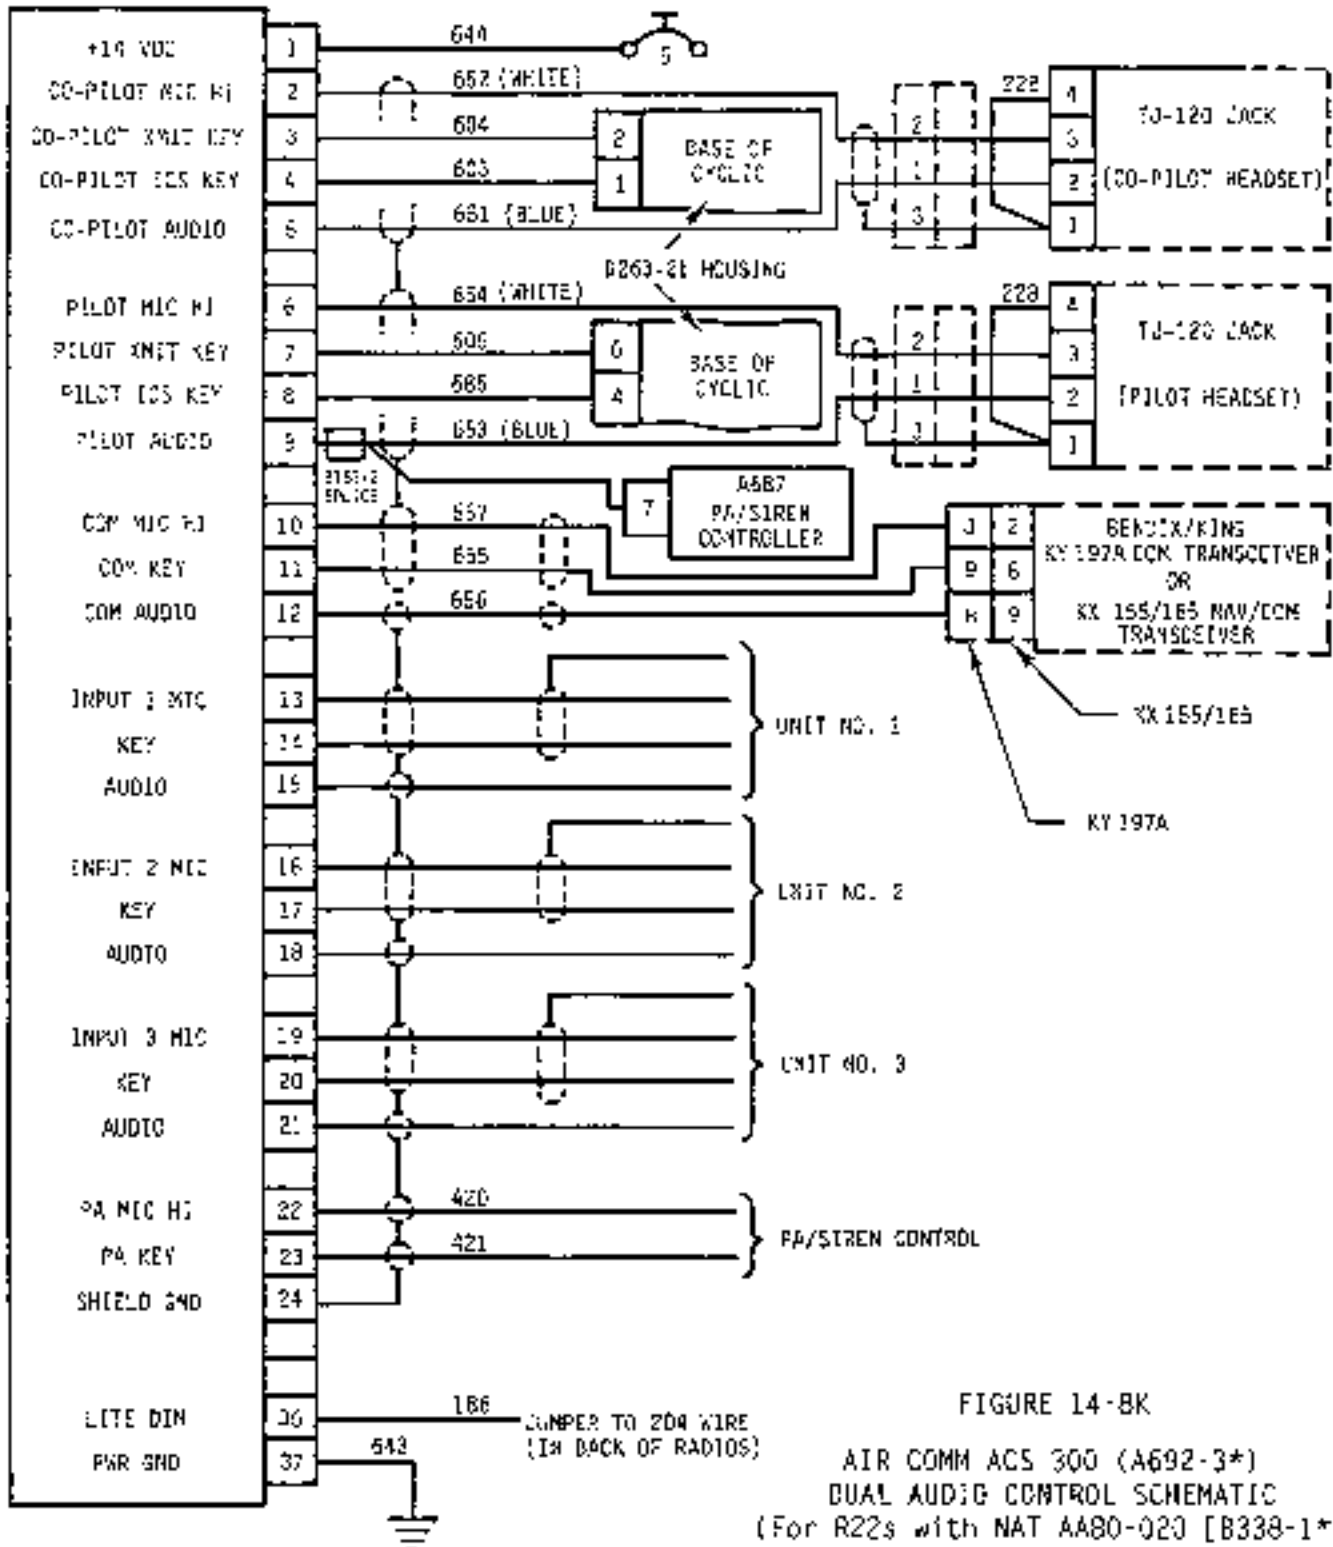 +14 VDC 1 644 5
CO-PILOT MIC HI 2 652 (WHITE)
CO-PILOT XMIT KEY 3 604 2
CO-PILOT ICS KEY 4 603 1
BASE OF
CYCLIC
CO-PILOT AUDIO 5 651 (BLUE)
2
1
3
222
4
3
2
1
TJ-120 JACK
(CO-PILOT HEADSET)
B263-21 HOUSING
PILOT MIC HI 6 654 (WHITE)
PILOT XMIT KEY 7 606 6
PILOT ICS KEY 8 605 4
BASE OF
CYCLIC
PILOT AUDIO 9 653 (BLUE)
2
1
3
223
4
3
2
1
TJ-120 JACK
(PILOT HEADSET)
SPLICE
7
A687
PA/SIREN
CONTROLLER
COM MIC HI 10 657
COM KEY 11 655
COM AUDIO 12 656
J 2
9 6
9
BENDIX/KING
KY 197A COM TRANSCEIVER
OR
KX 155/165 NAV/COM
TRANSCEIVER
KX 155/165
KY 197A
INPUT 1 MIC 13
KEY 14
AUDIO 15
UNIT NO. 1
INPUT 2 MIC 16
KEY 17
AUDIO 18
UNIT NO. 2
INPUT 3 MIC 19
KEY 20
AUDIO 21
UNIT NO. 3
PA MIC HI 22 420
PA KEY 23 421
PA/SIREN CONTROL
SHIELD GND 24
LITE DIM 36 186 JUMPER TO 204 WIRE
(IN BACK OF RADIOS)
PWR GND 37 643
FIGURE 14-8K
AIR COMM ACS 300 (A692-3*)
DUAL AUDIO CONTROL SCHEMATIC
(For R22s with NAT AA80-020 [B338-1*